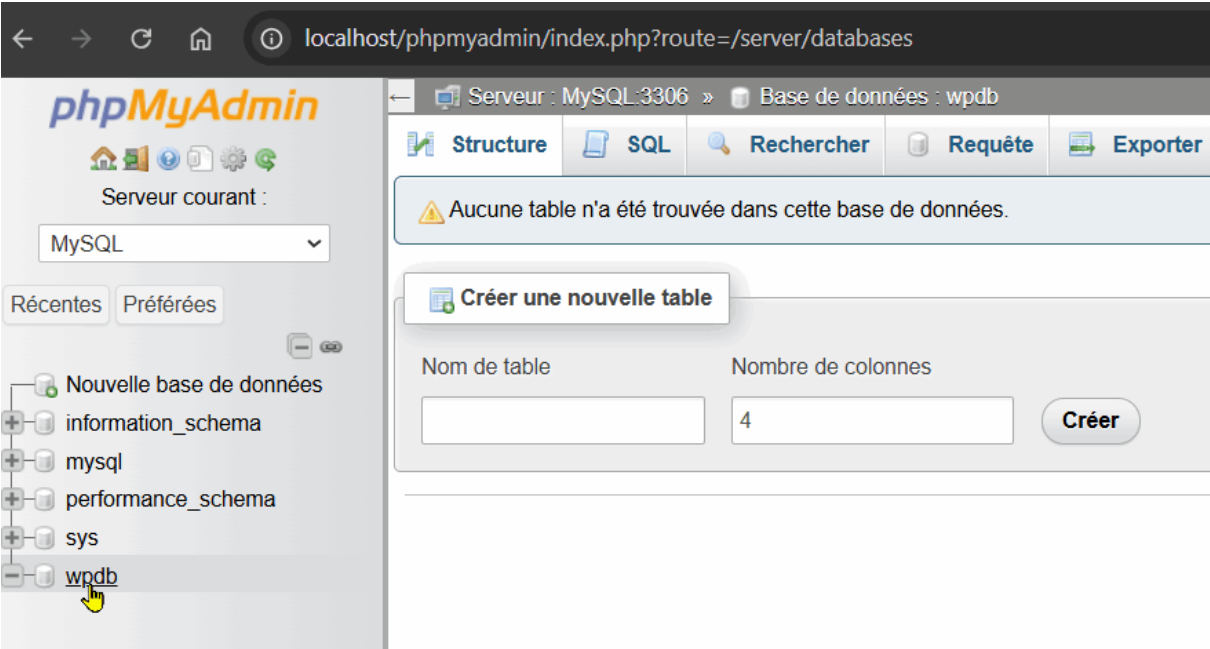 localhost/phpmyadmin/index.php?route=/server/databases
phpMyAdmin
Serveur courant :
MySQL
Récentes Préférées
Nouvelle base de données
information_schema
mysql
performance_schema
sys
wpdb
Serveur : MySQL:3306 » Base de données : wpdb
Structure SQL Rechercher Requête Exporter
Aucune table n'a été trouvée dans cette base de données.
Créer une nouvelle table
Nom de table Nombre de colonnes
4 Créer